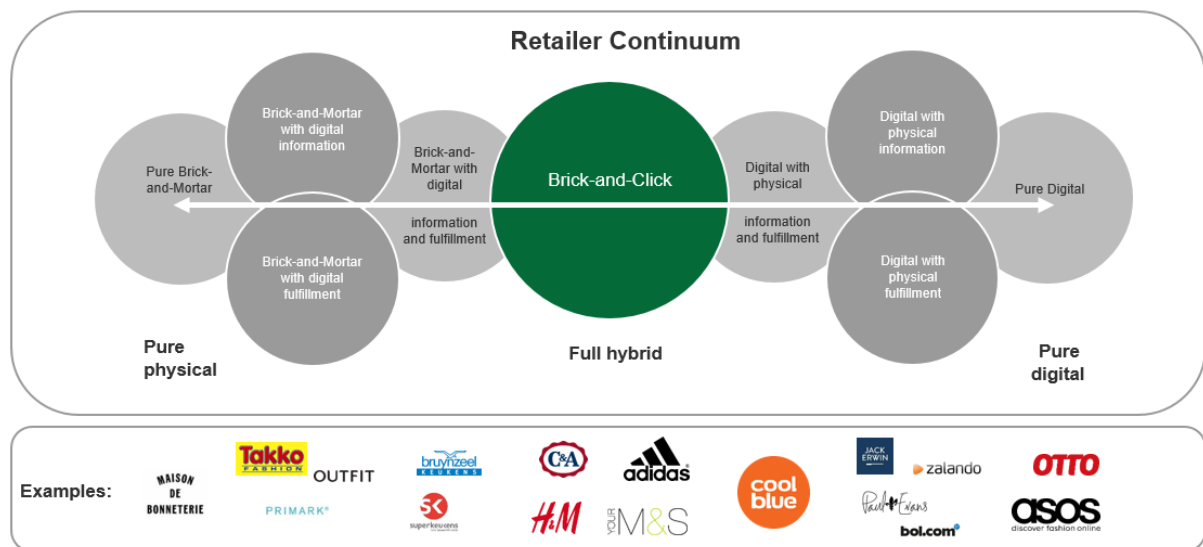 Retailer Continuum
Pure Brick-
and-Mortar
Brick-and-Mortar
with digital
information
Brick-and-Mortar
with digital
fulfillment
Brick-and-
Mortar with
digital
information
and fulfillment
Brick-and-Click
Digital with
physical
information
and fulfillment
Digital with
physical
information
Digital with
physical
fulfillment
Pure Digital
Pure
physical
Full hybrid
Pure
digital
Examples:
MAISON
DE
BONNETERIE
Takko
FASHION
OUTFIT
PRIMARK®
bruynzeel
KEUKENS
SK
superkeukens
C&A
H&M
adidas
YOUR
M&S
cool
blue
JACK
ERWIN
zalando
Paul Evans
bol.com
OTTO
asos
discover fashion online